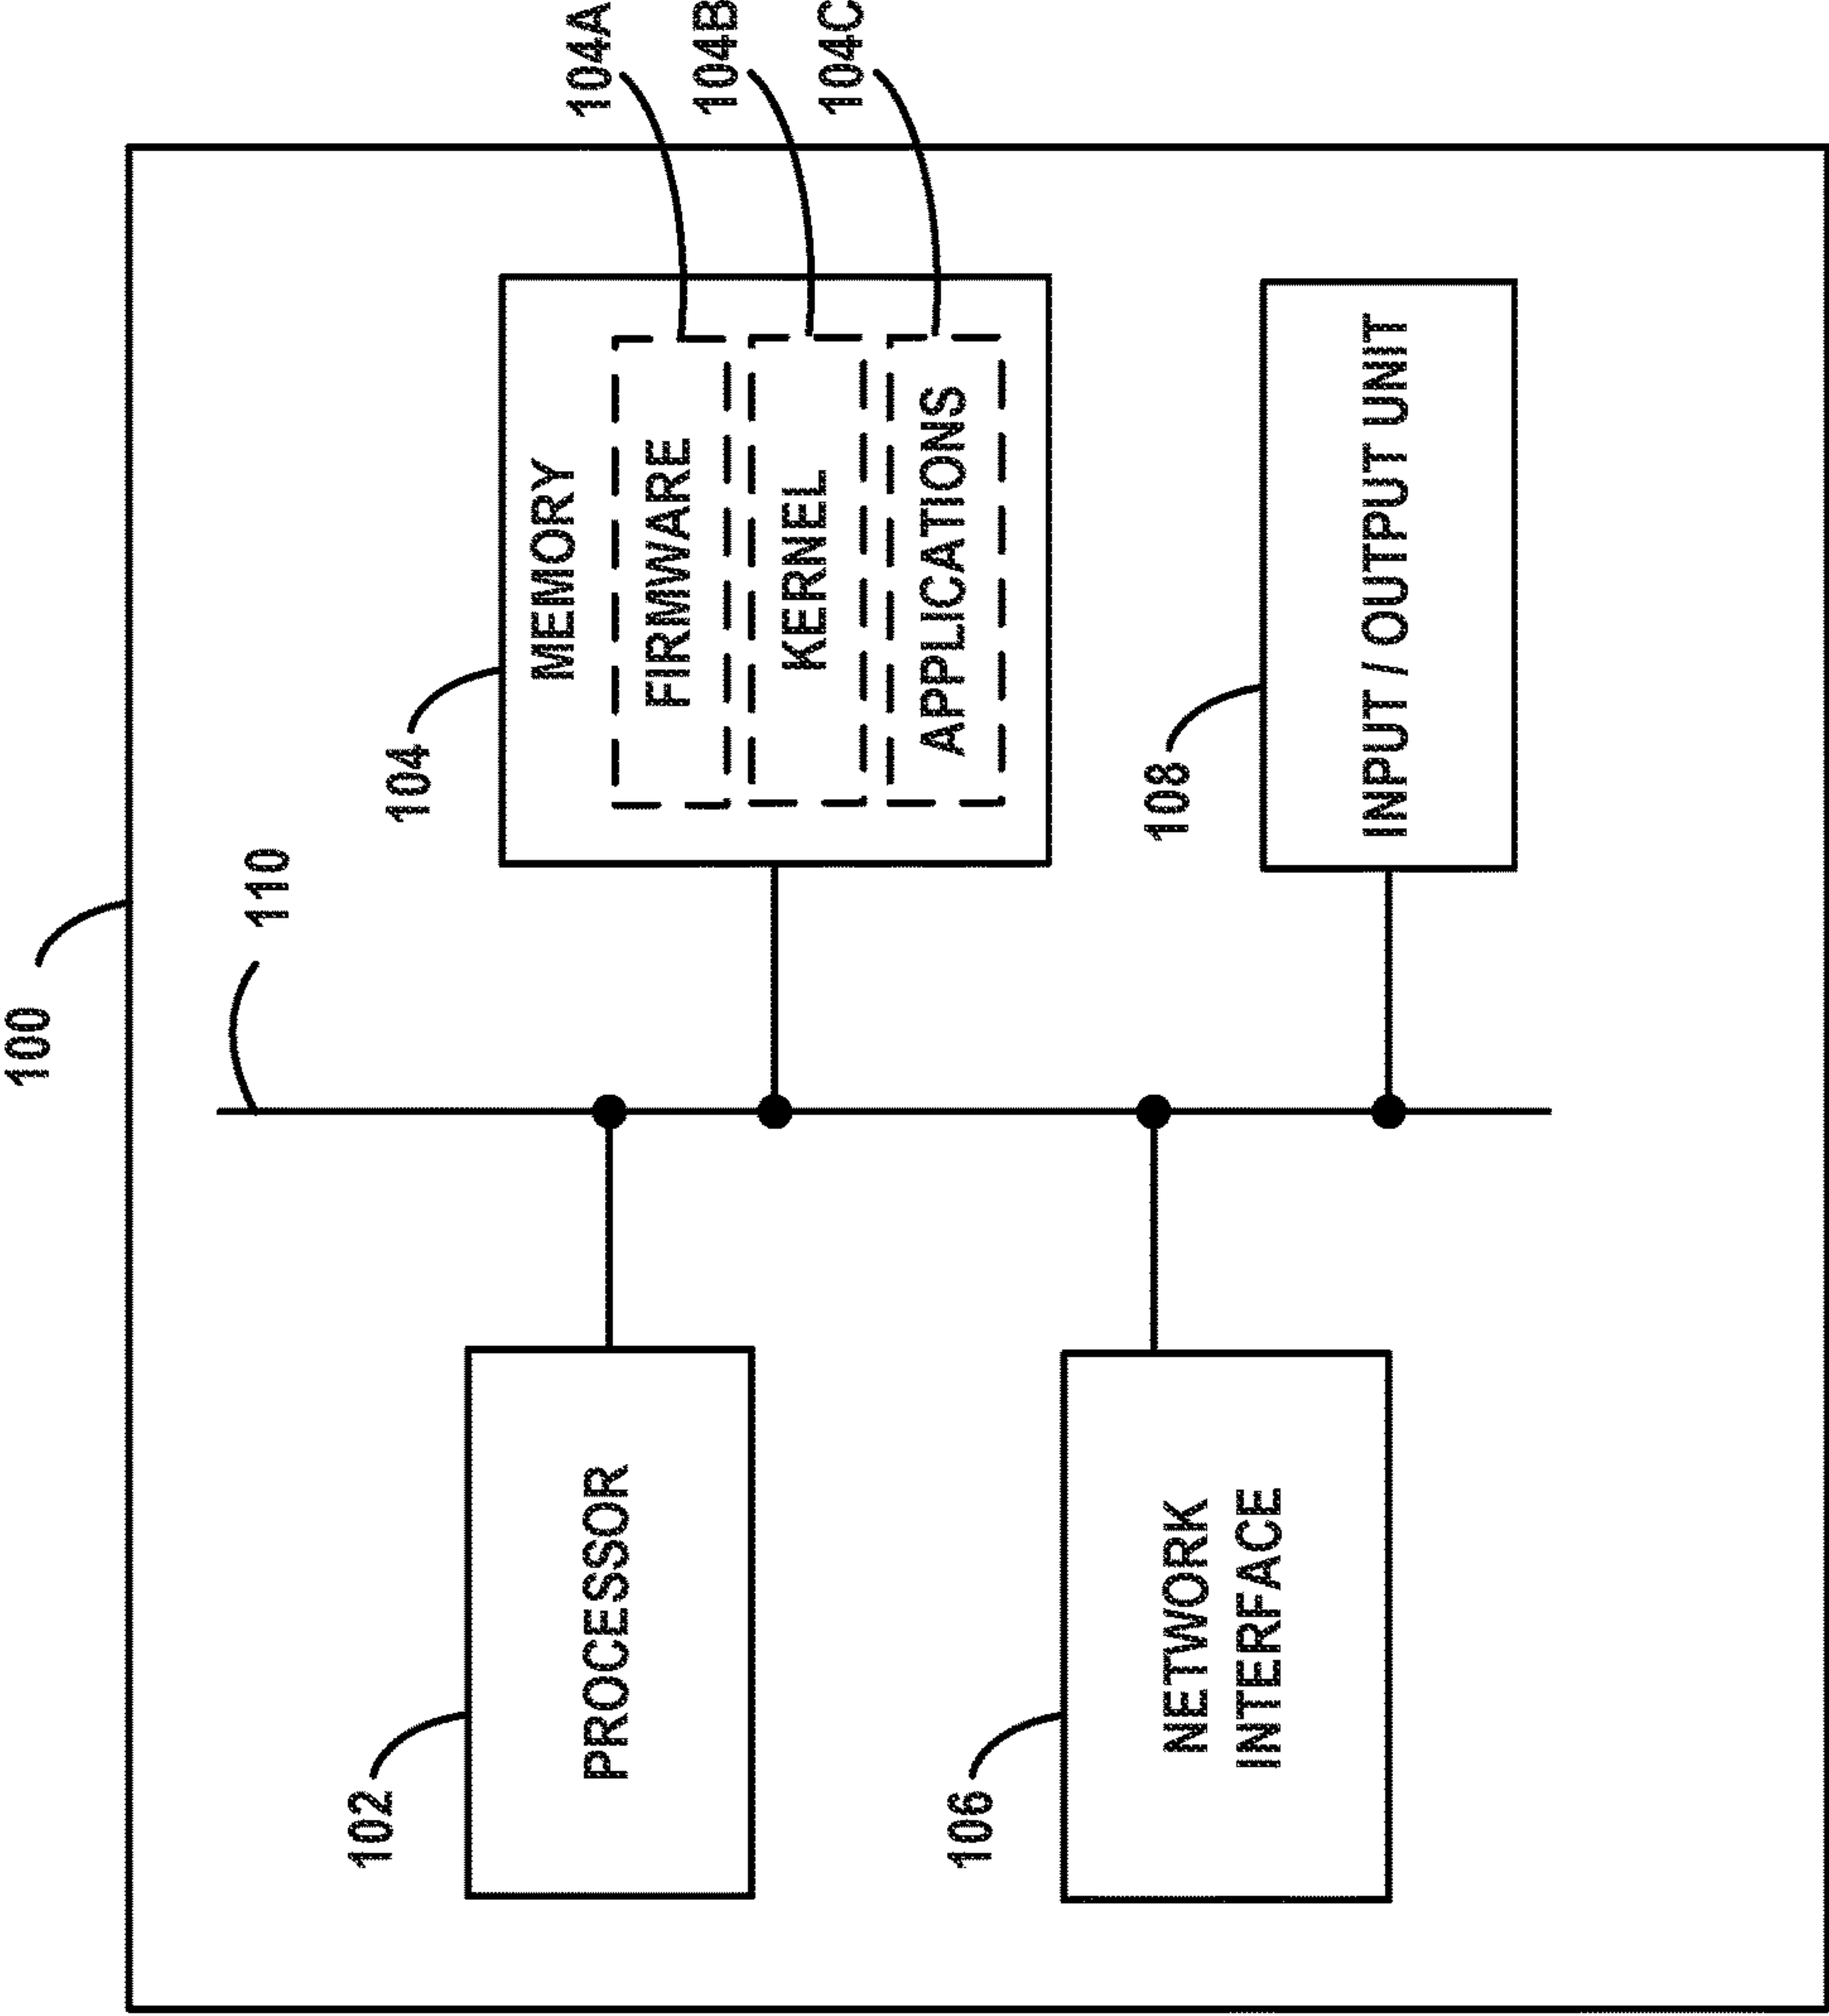 100
110
102
PROCESSOR
104
MEMORY
FIRMWARE
104A
KERNEL
104B
APPLICATIONS
104C
106
NETWORK
INTERFACE
108
INPUT / OUTPUT UNIT